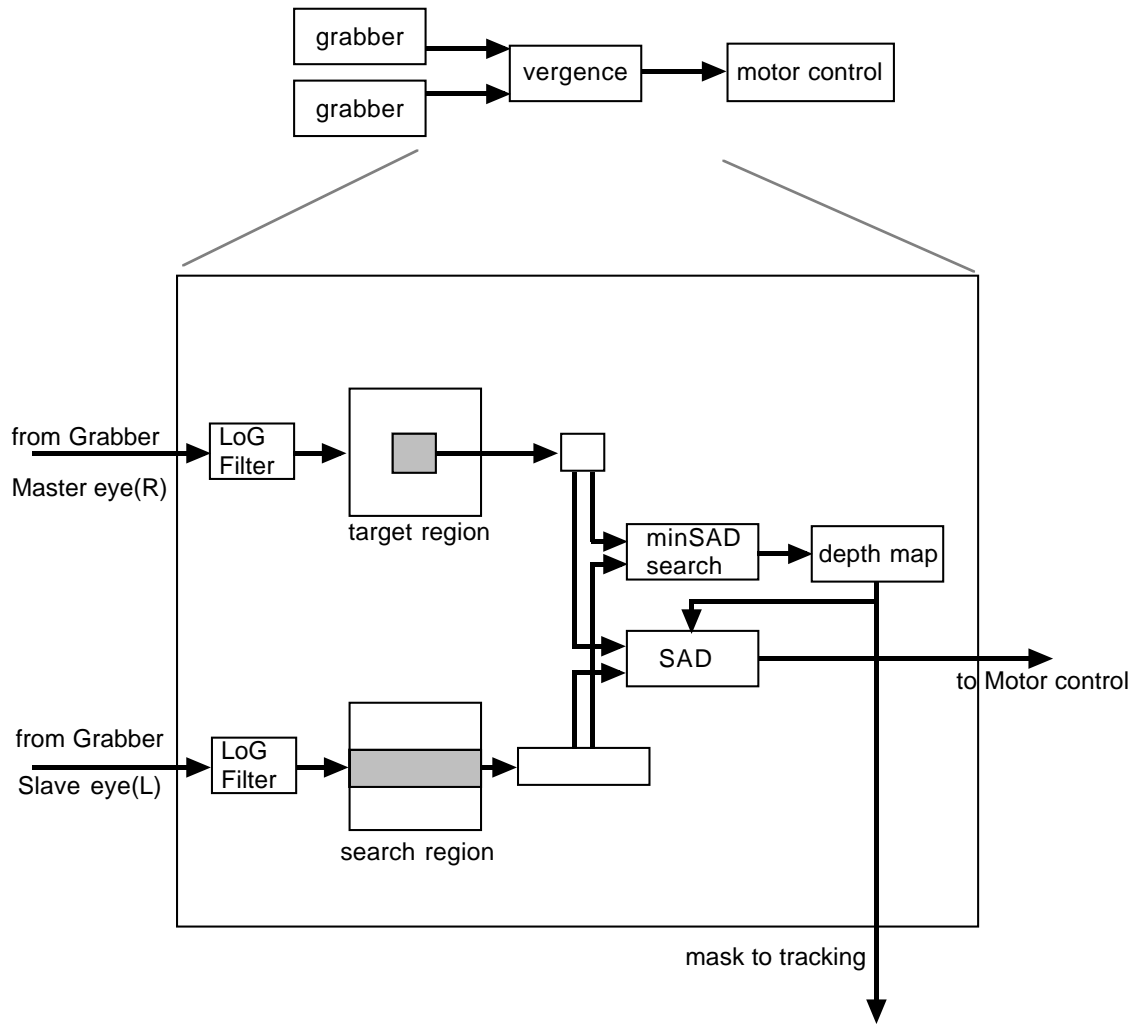 grabber
vergence
motor control
grabber
from Grabber
Master eye(R)
LoG
Filter
target region
minSAD
search
depth map
SAD
to Motor control
from Grabber
Slave eye(L)
LoG
Filter
search region
mask to tracking